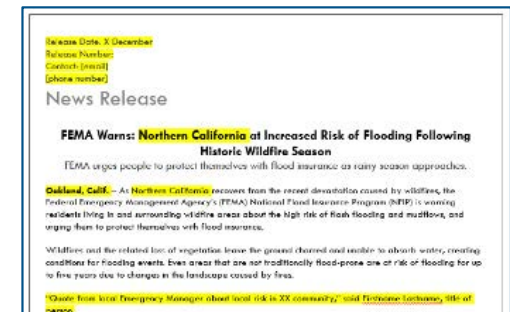 Release Date: X December
Release Number:
Contact: [email]
[phone number]
News Release
FEMA Warns: Northern California at Increased Risk of Flooding Following
Historic Wildfire Season
FEMA urges people to protect themselves with flood insurance as rainy season approaches.
Oakland, Calif. – As Northern California recovers from the recent devastation caused by wildfires, the
Federal Emergency Management Agency's (FEMA) National Flood Insurance Program (NFIP) is warning
residents living in and surrounding wildfire areas about the high risk of flash flooding and mudflows, and
urging them to protect themselves with flood insurance.
Wildfires and the related loss of vegetation leave the ground charred and unable to absorb water, creating
conditions for flooding events. Even areas that are not traditionally flood-prone are at risk of flooding for up
to five years due to changes in the landscape caused by fires.
"Quote from local Emergency Manager about local risk in XX community," said Firstname Lastname, title of
person